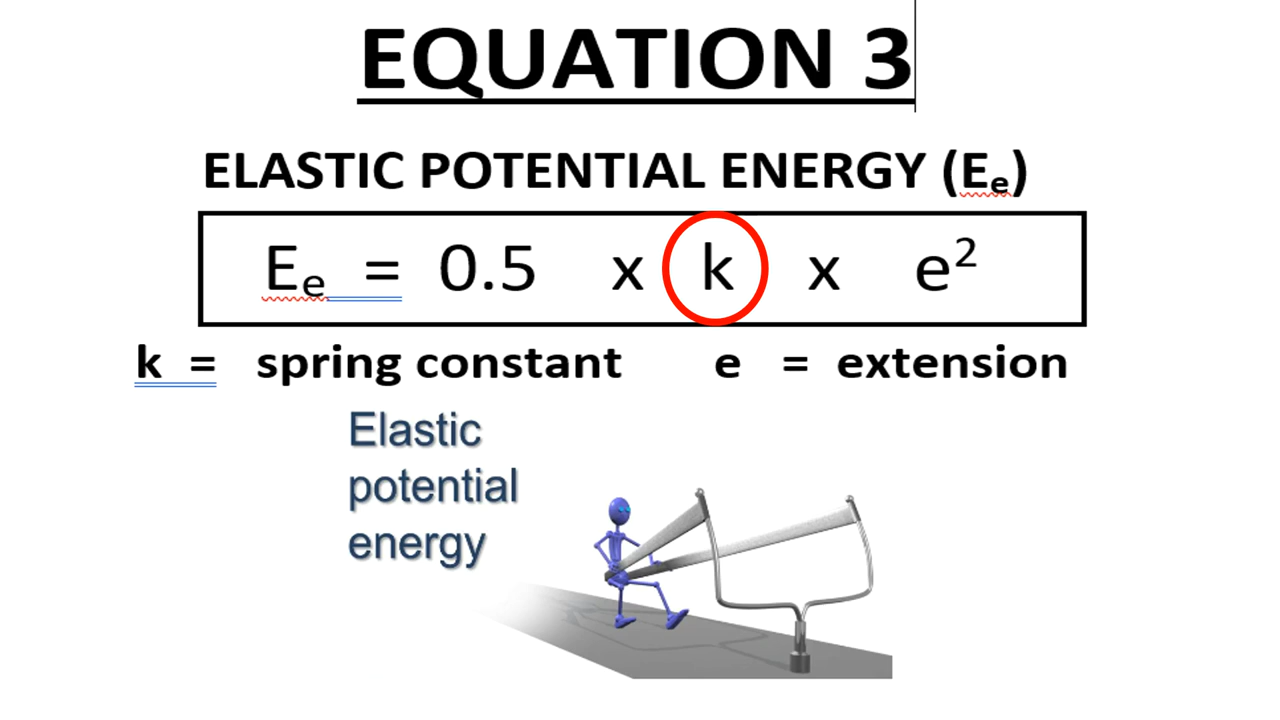 EQUATION 3
ELASTIC POTENTIAL ENERGY (Eₑ)
Eₑ = 0.5 x k x e²
k = spring constant e = extension
Elastic
potential
energy